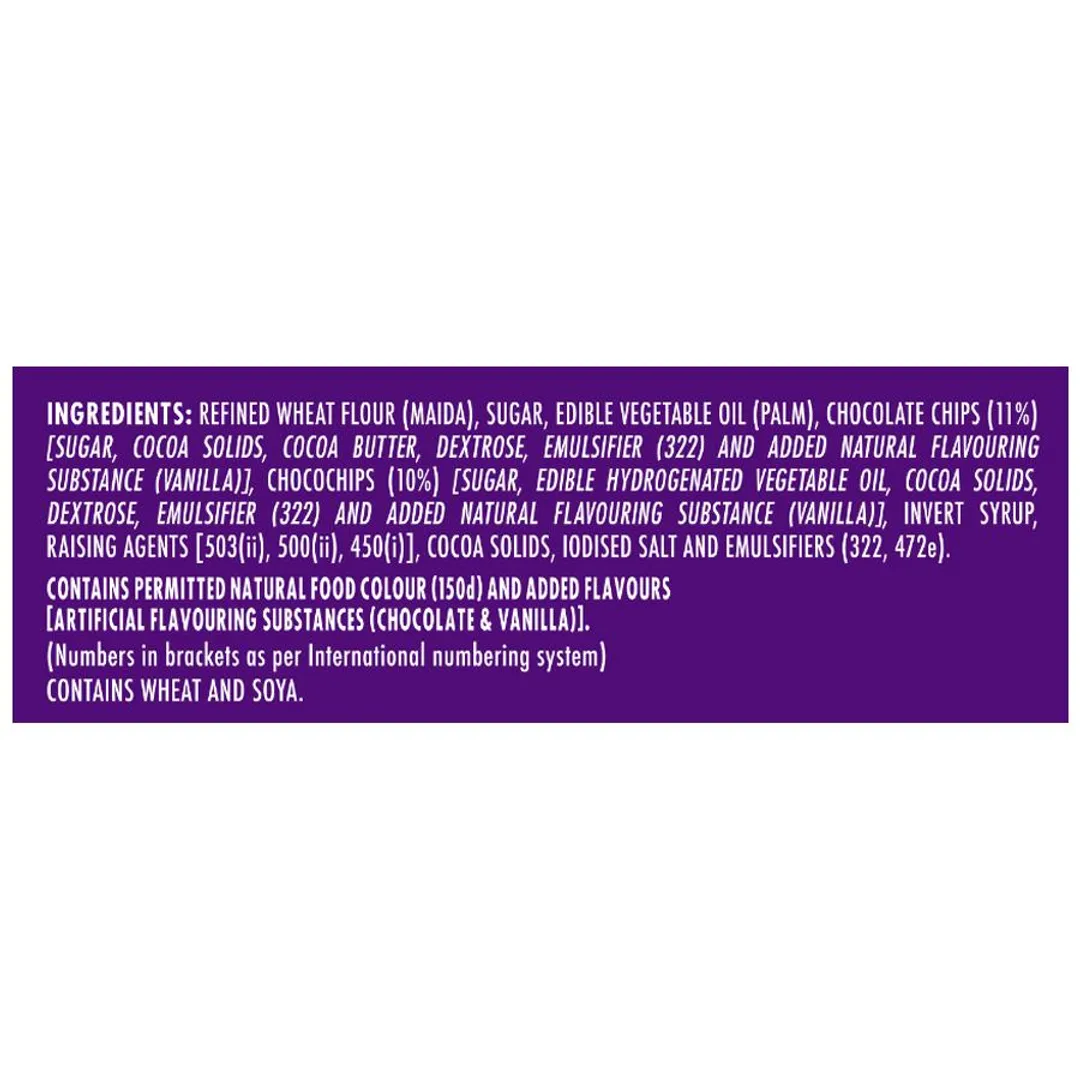 INGREDIENTS: REFINED WHEAT FLOUR (MAIDA), SUGAR, EDIBLE VEGETABLE OIL (PALM), CHOCOLATE CHIPS (11%)
[SUGAR, COCOA SOLIDS, COCOA BUTTER, DEXTROSE, EMULSIFIER (322) AND ADDED NATURAL FLAVOURING
SUBSTANCE (VANILLA)], CHOCOCHIPS (10%) [SUGAR, EDIBLE HYDROGENATED VEGETABLE OIL, COCOA SOLIDS,
DEXTROSE, EMULSIFIER (322) AND ADDED NATURAL FLAVOURING SUBSTANCE (VANILLA)], INVERT SYRUP,
RAISING AGENTS [503(ii), 500(ii), 450(i)], COCOA SOLIDS, IODISED SALT AND EMULSIFIERS (322, 472e).
CONTAINS PERMITTED NATURAL FOOD COLOUR (150d) AND ADDED FLAVOURS
[ARTIFICIAL FLAVOURING SUBSTANCES (CHOCOLATE & VANILLA)].
(Numbers in brackets as per International numbering system)
CONTAINS WHEAT AND SOYA.